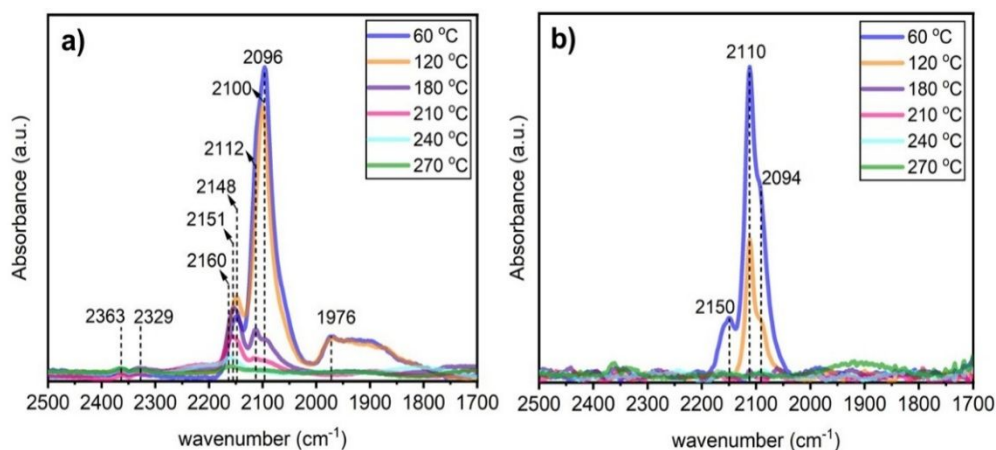 a)
60 °C
120 °C
180 °C
210 °C
240 °C
270 °C
2096
2100
2112
2148
2151
2160
2363
2329
1976
Absorbance (a.u.)
2500 2400 2300 2200 2100 2000 1900 1800 1700
wavenumber (cm⁻¹)
b)
60 °C
120 °C
180 °C
210 °C
240 °C
270 °C
2110
2094
2150
Absorbance (a.u.)
2500 2400 2300 2200 2100 2000 1900 1800 1700
wavenumber (cm⁻¹)